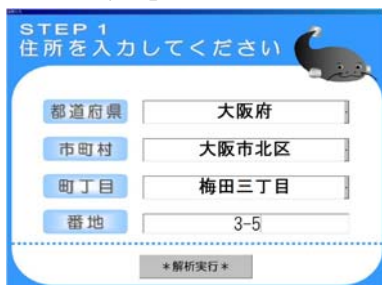 STEP 1
住所を入力してください
都道府県 大阪府
市町村 大阪市北区
町丁目 梅田三丁目
番地 3-5
*解析実行*